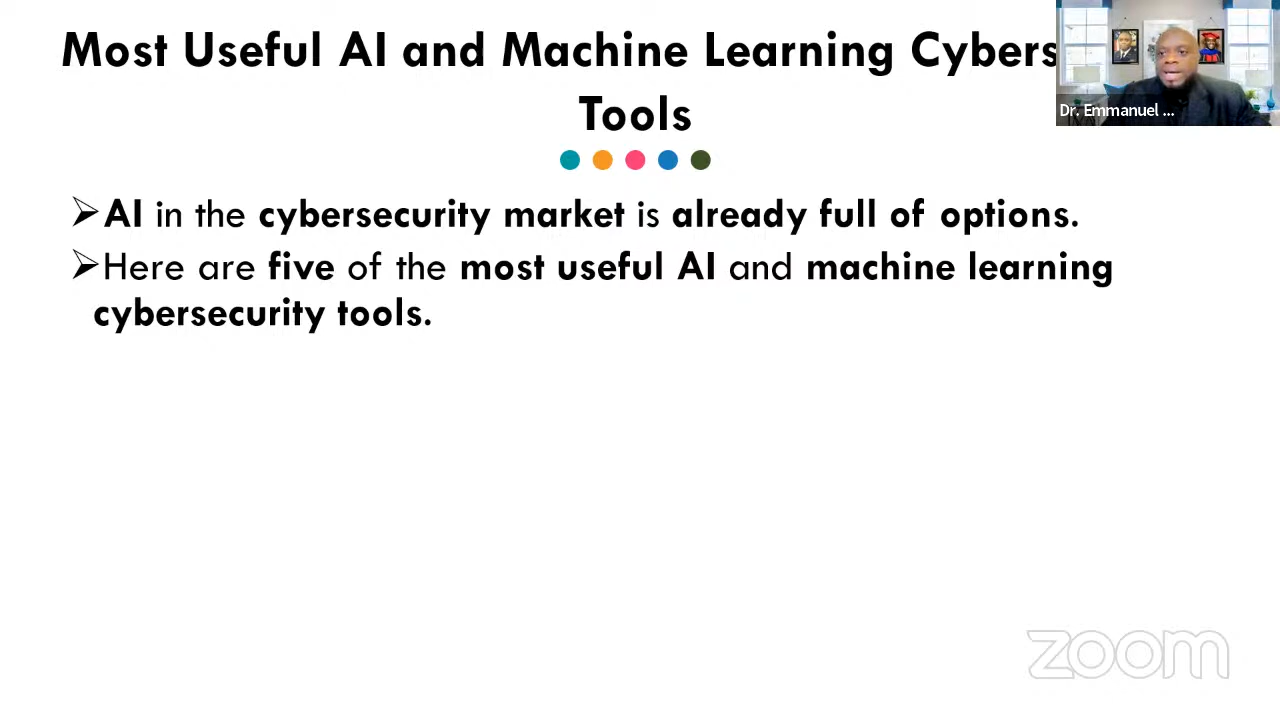 Most Useful AI and Machine Learning Cybers
Tools
Dr. Emmanuel ...
➢AI in the cybersecurity market is already full of options.
➢Here are five of the most useful AI and machine learning
cybersecurity tools.
zoom